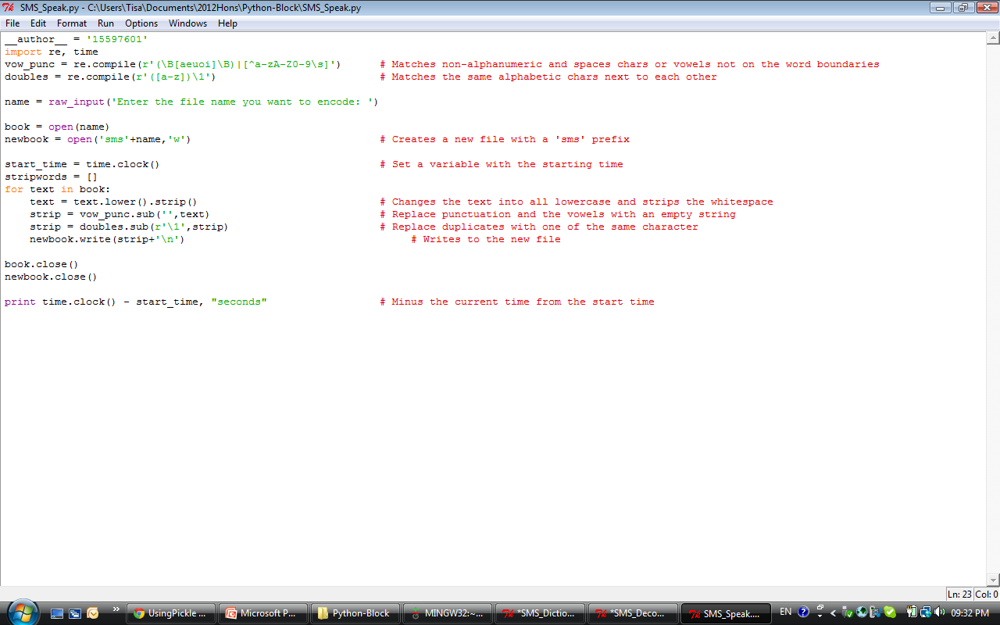 SMS_Speak.py - C:\Users\Tisa\Documents\2012Hons\Python-Block\SMS_Speak.py
File Edit Format Run Options Windows Help
__author__ = '15597601'
import re, time
vow_punc = re.compile(r'(\B[aeuoi]\B)|[^a-zA-Z0-9\s]') # Matches non-alphanumeric and spaces chars or vowels not on the word boundaries
doubles = re.compile(r'([a-z])\1') # Matches the same alphabetic chars next to each other

name = raw_input('Enter the file name you want to encode: ')

book = open(name)
newbook = open('sms'+name,'w') # Creates a new file with a 'sms' prefix

start_time = time.clock() # Set a variable with the starting time
stripwords = []
for text in book:
    text = text.lower().strip() # Changes the text into all lowercase and strips the whitespace
    strip = vow_punc.sub('',text) # Replace punctuation and the vowels with an empty string
    strip = doubles.sub(r'\1',strip) # Replace duplicates with one of the same character
    newbook.write(strip+'\n') # Writes to the new file

book.close()
newbook.close()

print time.clock() - start_time, "seconds" # Minus the current time from the start time
Ln: 23 Col: 0
UsingPickle ... Microsoft P... Python-Block MINGW32:~... *SMS_Dictio... *SMS_Deco... SMS_Speak.... EN 09:32 PM